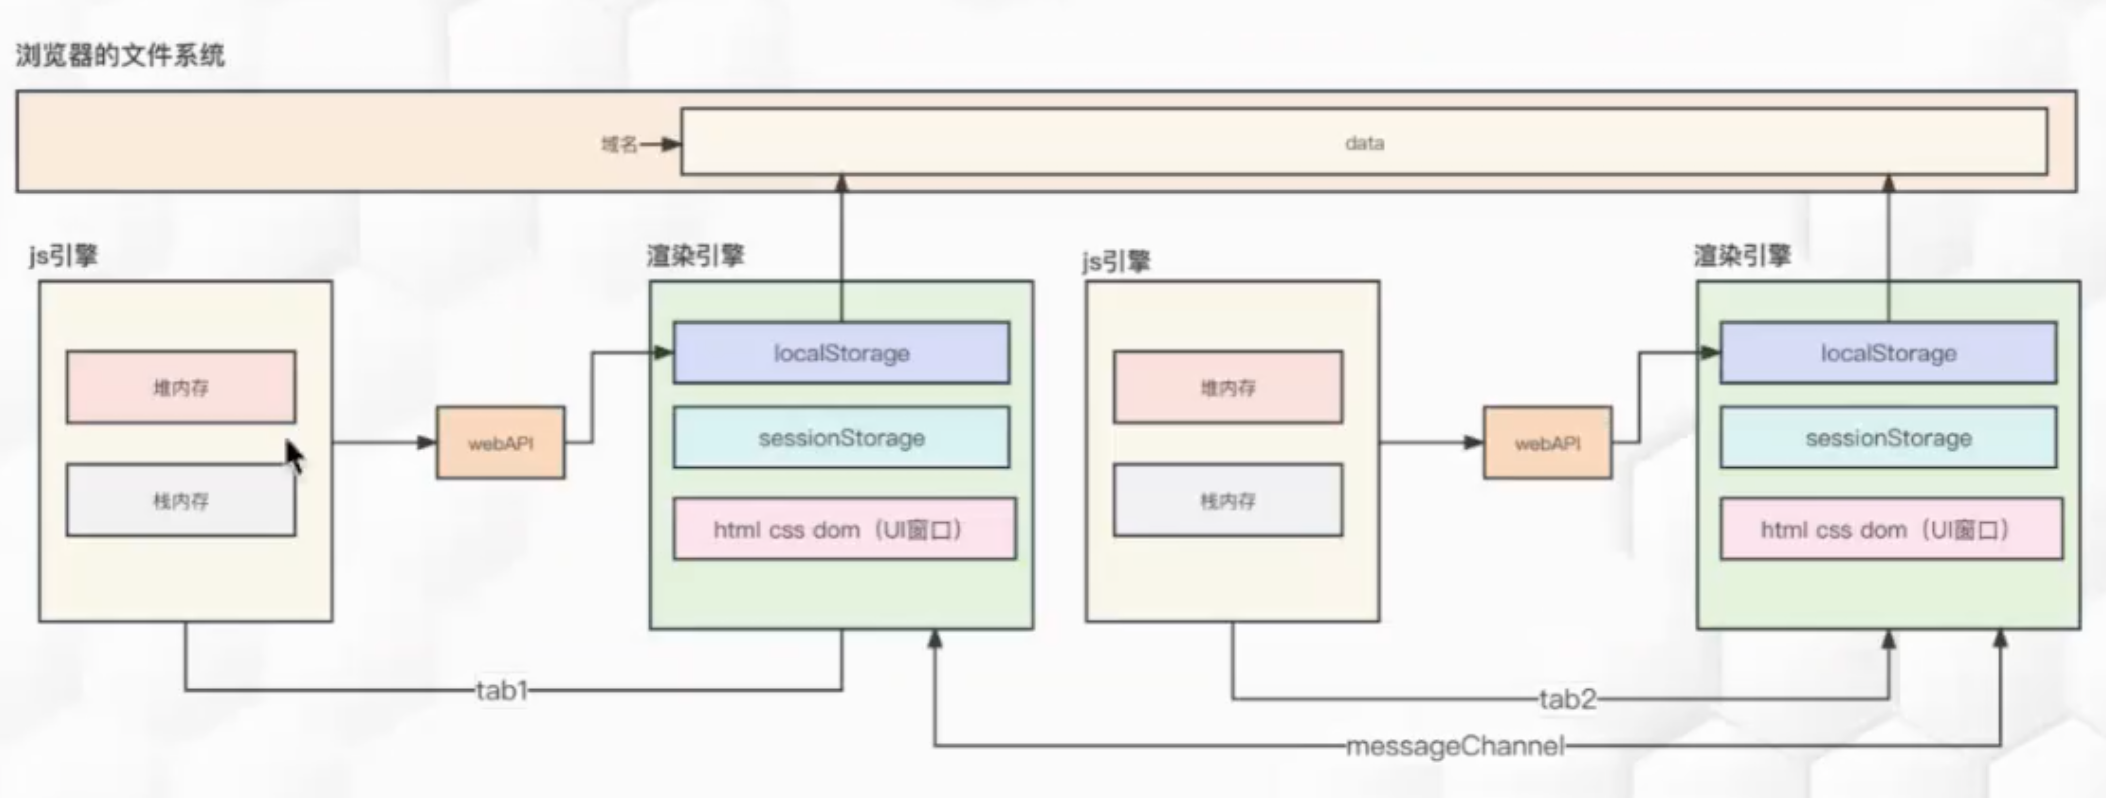 浏览器的文件系统
域名
data
js引擎
堆内存
栈内存
webAPI
渲染引擎
localStorage
sessionStorage
html css dom（UI窗口）
tab1
js引擎
堆内存
栈内存
webAPI
渲染引擎
localStorage
sessionStorage
html css dom（UI窗口）
tab2
messageChannel